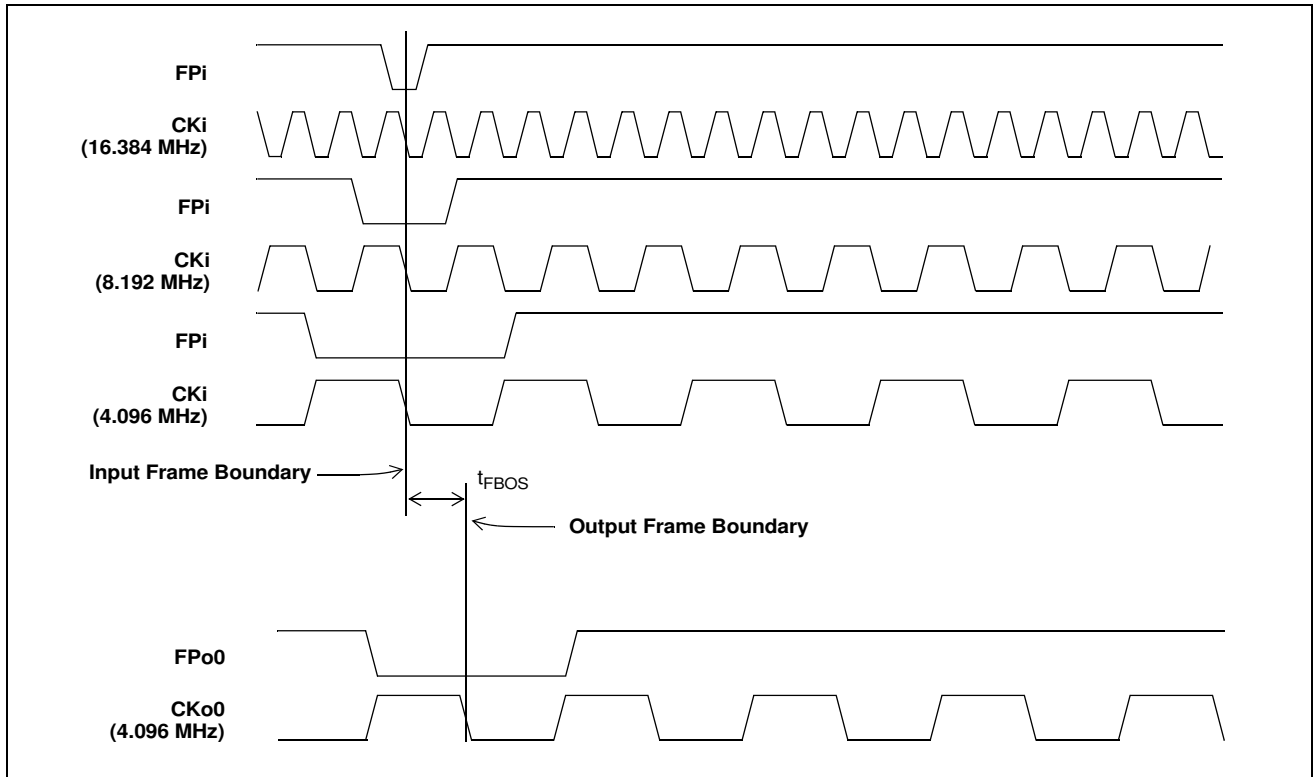 FPi
CKi
(16.384 MHz)
FPi
CKi
(8.192 MHz)
FPi
CKi
(4.096 MHz)
Input Frame Boundary
tFBOS
Output Frame Boundary
FPo0
CKo0
(4.096 MHz)